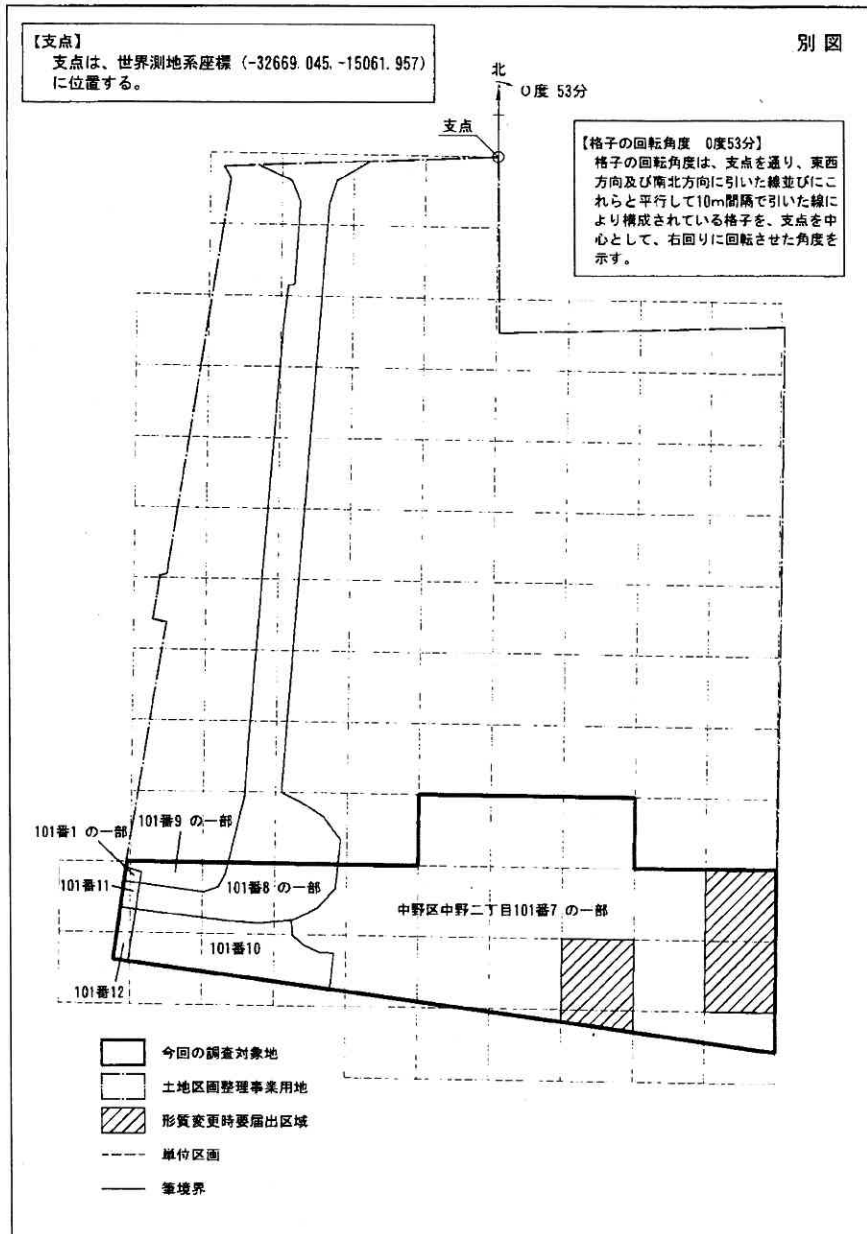 別図
【支点】
支点は、世界測地系座標 (-32669.045, -15061.957)
に位置する。
北
0度 53分
支点
【格子の回転角度 0度53分】
格子の回転角度は、支点を通り、東西
方向及び南北方向に引いた線並びにこ
れらと平行して10m間隔で引いた線に
より構成されている格子を、支点を中
心として、右回りに回転させた角度を
示す。
101番1 の一部
101番9 の一部
101番11
101番8 の一部
中野区中野二丁目101番7 の一部
101番10
101番12
今回の調査対象地
土地区画整理事業用地
形質変更時要届出区域
単位区画
筆境界